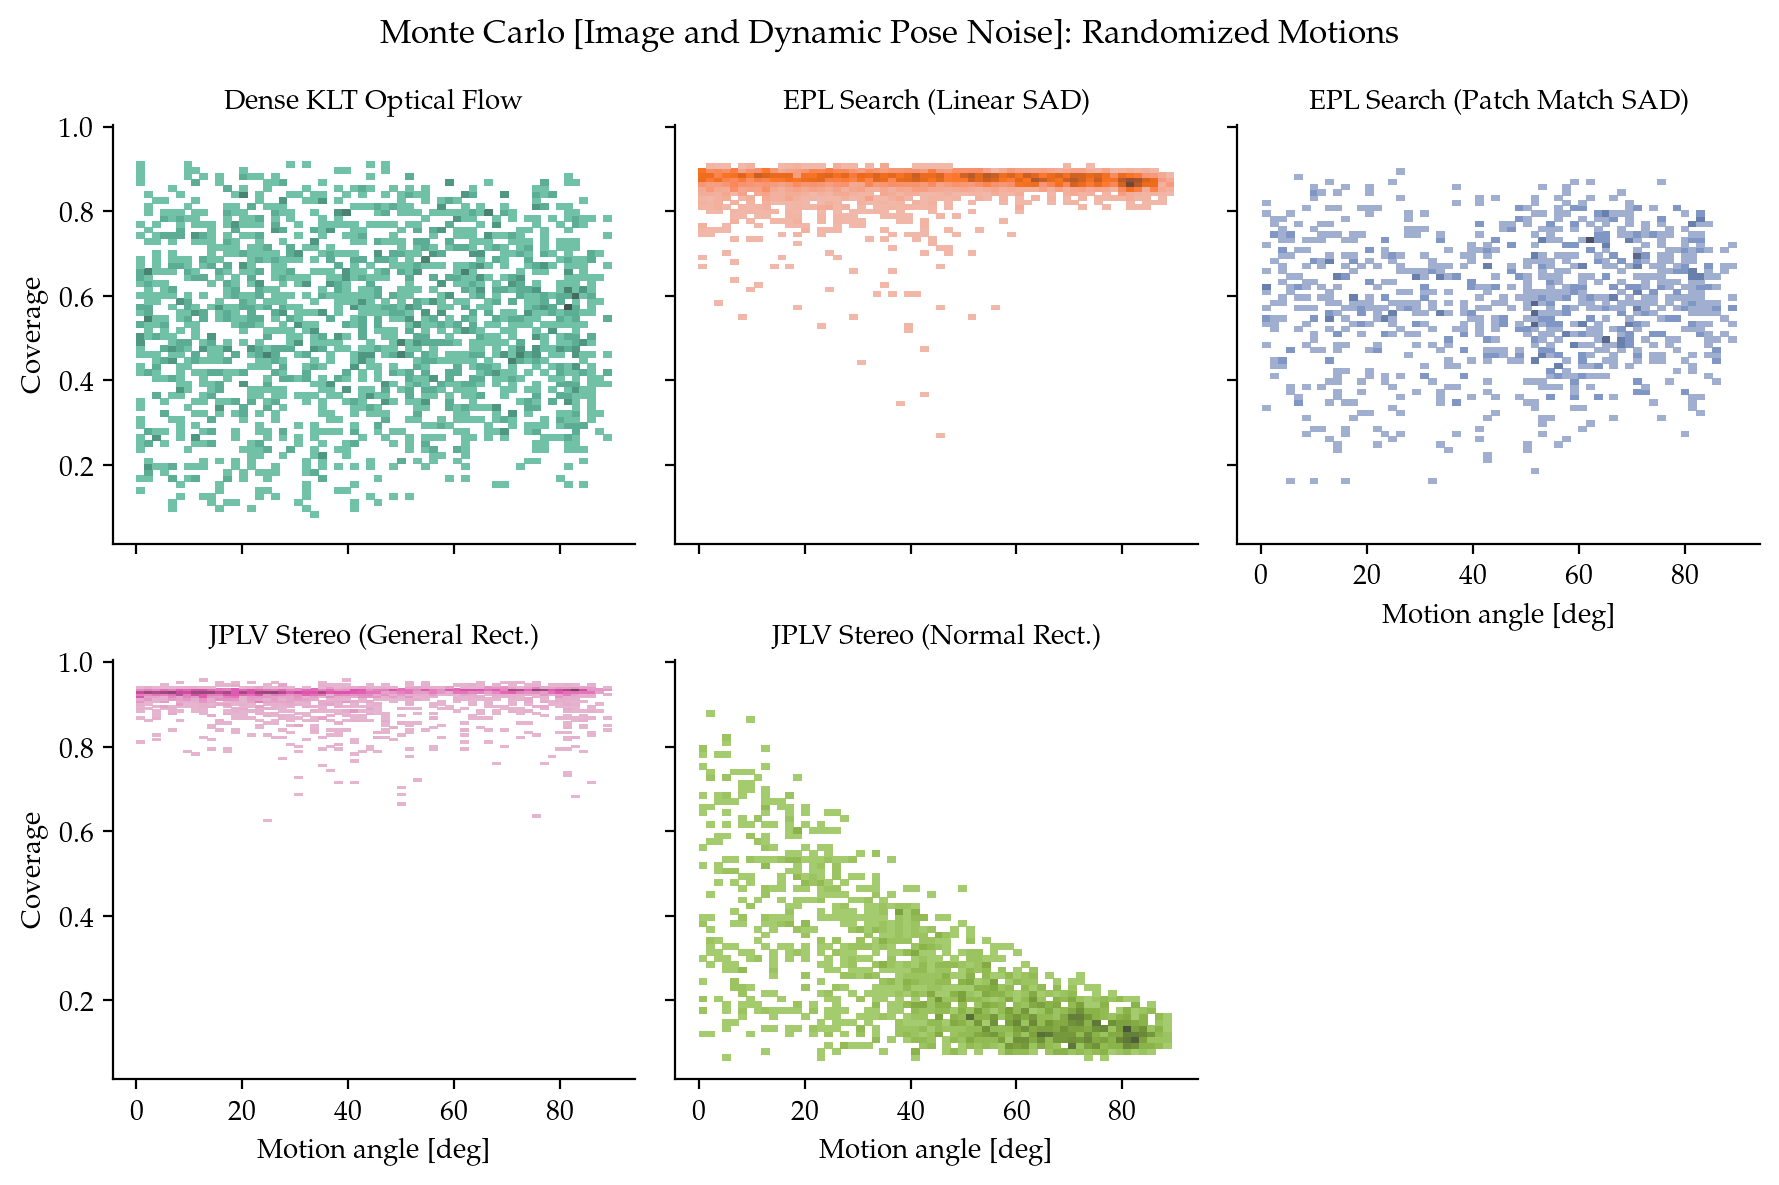 Monte Carlo [Image and Dynamic Pose Noise]: Randomized Motions
Dense KLT Optical Flow
EPL Search (Linear SAD)
EPL Search (Patch Match SAD)
1.0
0.8
0.6
0.4
0.2
Coverage
0 20 40 60 80
Motion angle [deg]
JPLV Stereo (General Rect.)
JPLV Stereo (Normal Rect.)
1.0
0.8
0.6
0.4
0.2
Coverage
0 20 40 60 80
Motion angle [deg]
0 20 40 60 80
Motion angle [deg]